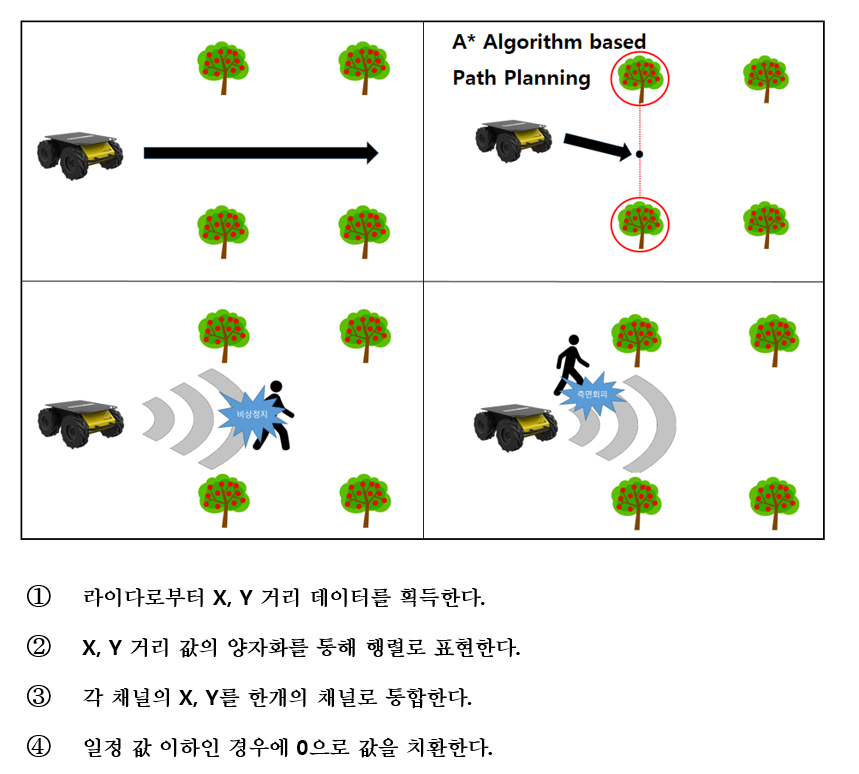 A* Algorithm based
Path Planning
비상정지
측면회피
① 라이다로부터 X, Y 거리 데이터를 획득한다.
② X, Y 거리 값의 양자화를 통해 행렬로 표현한다.
③ 각 채널의 X, Y를 한개의 채널로 통합한다.
④ 일정 값 이하인 경우에 0으로 값을 치환한다.